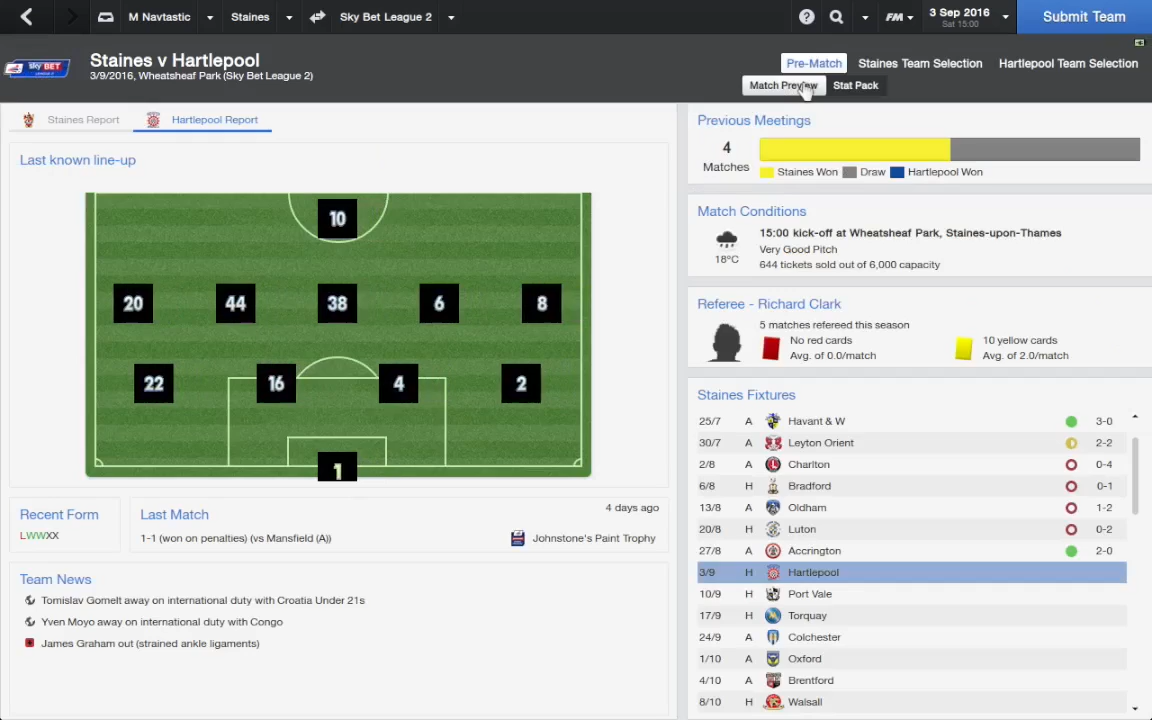 M Navtastic
Staines
Sky Bet League 2
?
FM
3 Sep 2016
Sat 15:00
Submit Team
sky BET
Staines v Hartlepool
3/9/2016, Wheatsheaf Park (Sky Bet League 2)
Pre-Match
Staines Team Selection
Hartlepool Team Selection
Match Preview
Stat Pack
Staines Report
Hartlepool Report
Last known line-up
10
20 44 38 6 8
22 16 4 2
1
Recent Form
LWWXX
Last Match
4 days ago
1-1 (won on penalties) (vs Mansfield (A))
Johnstone's Paint Trophy
Team News
Tomislav Gomelt away on international duty with Croatia Under 21s
Yven Moyo away on international duty with Congo
James Graham out (strained ankle ligaments)
Previous Meetings
4
Matches
Staines Won Draw Hartlepool Won
Match Conditions
15:00 kick-off at Wheatsheaf Park, Staines-upon-Thames
Very Good Pitch
18°C
644 tickets sold out of 6,000 capacity
Referee - Richard Clark
5 matches refereed this season
No red cards
Avg. of 0.0/match
10 yellow cards
Avg. of 2.0/match
Staines Fixtures
25/7 A Havant & W 3-0
30/7 A Leyton Orient 2-2
2/8 A Charlton 0-4
6/8 H Bradford 0-1
13/8 A Oldham 1-2
20/8 H Luton 0-2
27/8 A Accrington 2-0
3/9 H Hartlepool
10/9 H Port Vale
17/9 H Torquay
24/9 A Colchester
1/10 A Oxford
4/10 A Brentford
8/10 H Walsall